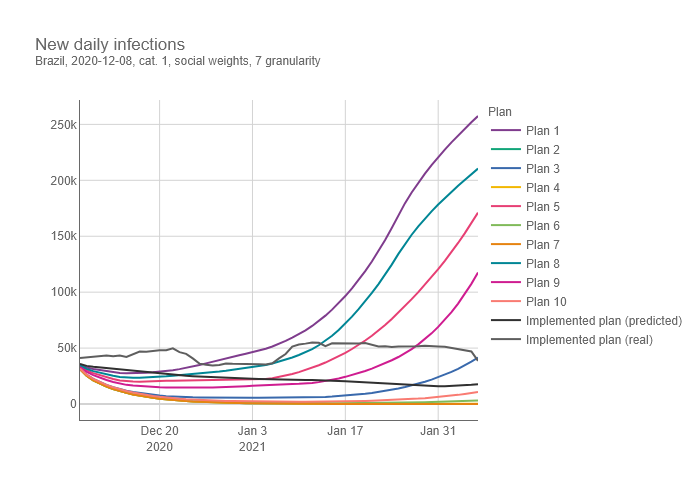 New daily infections
Brazil, 2020-12-08, cat. 1, social weights, 7 granularity
250k
200k
150k
100k
50k
0
Dec 20
2020
Jan 3
2021
Jan 17
Jan 31
Plan
Plan 1
Plan 2
Plan 3
Plan 4
Plan 5
Plan 6
Plan 7
Plan 8
Plan 9
Plan 10
Implemented plan (predicted)
Implemented plan (real)